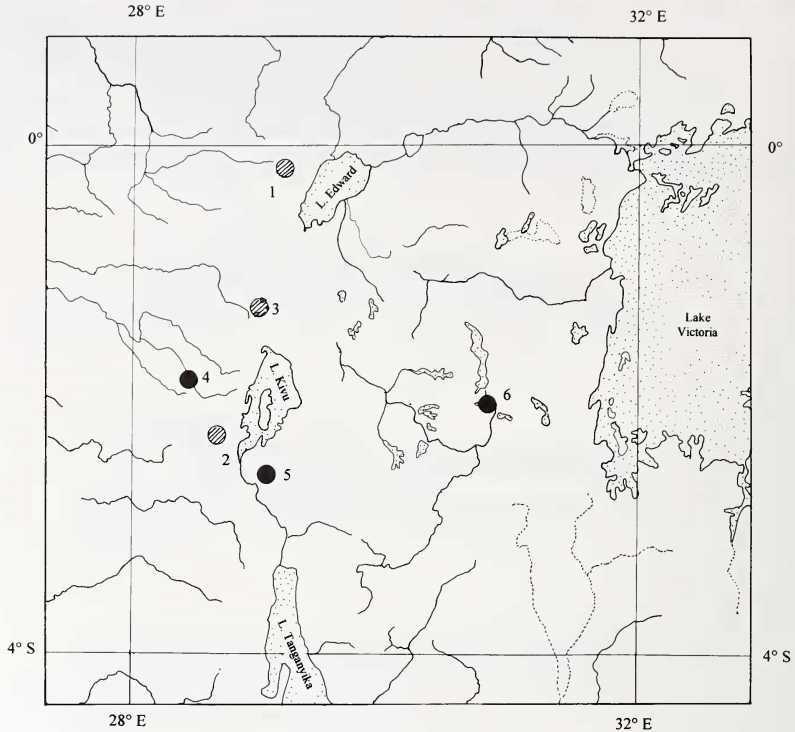 28° E 32° E
0° 0°
1
L. Edward
3
Lake
Victoria
4
L. Kivu
6
2
5
4° S 4° S
L. Tanganyika
28° E 32° E